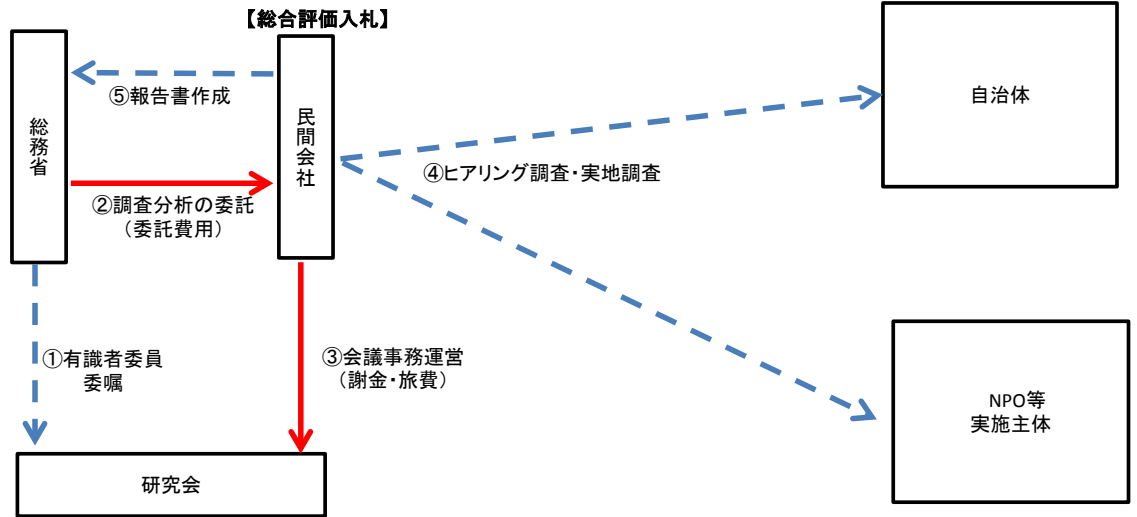 【総合評価入札】
総務省
民間会社
⑤報告書作成
②調査分析の委託
（委託費用）
④ヒアリング調査・実地調査
自治体
①有識者委員
委嘱
③会議事務運営
（謝金・旅費）
NPO等
実施主体
研究会